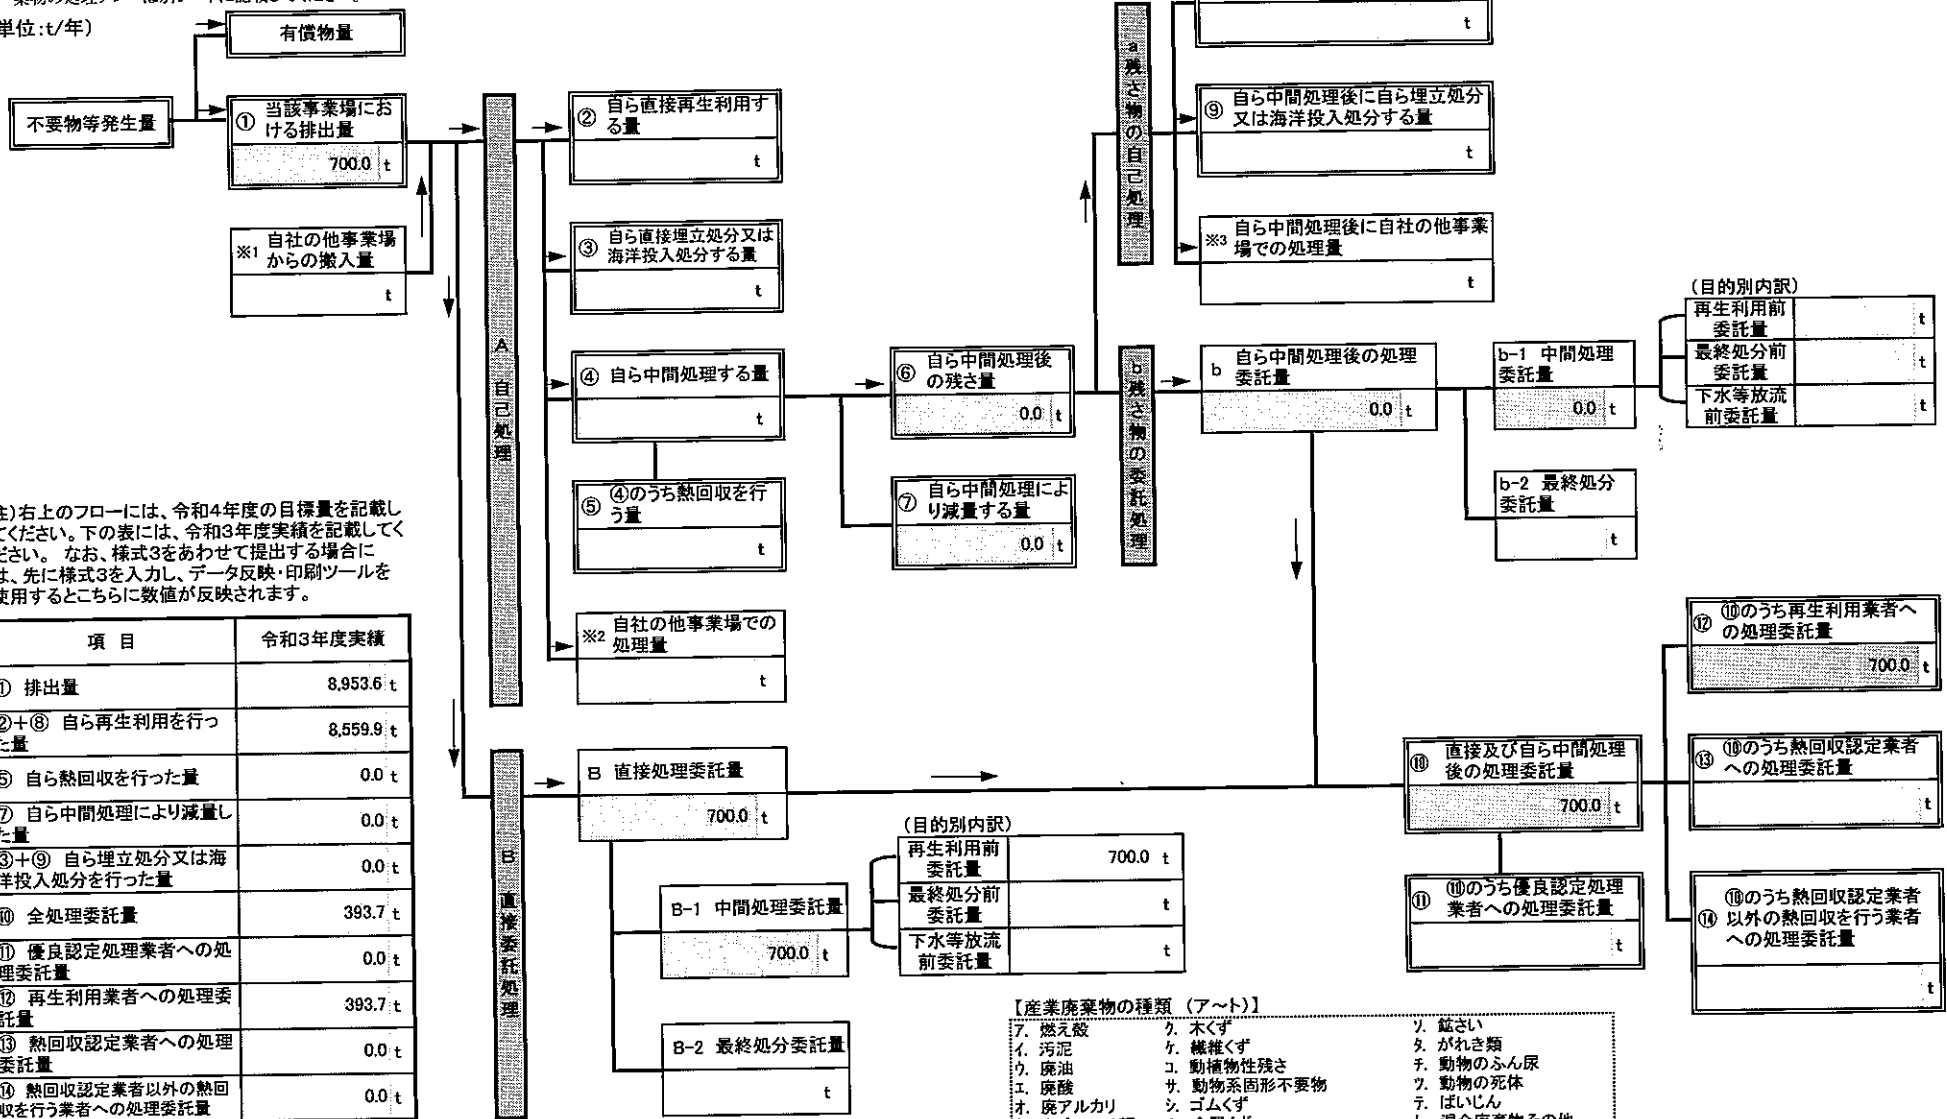 単位:t/年)
有償物量
不要物等発生量
① 当該事業場にお
ける排出量
700.0 t
※1 自社の他事業場
からの搬入量
t
A 自己処理
② 自ら直接再生利用す
る量
t
③ 自ら直接埋立処分又は
海洋投入処分する量
t
④ 自ら中間処理する量
t
⑤ ④のうち熱回収を行
う量
t
※2 自社の他事業場での
処理量
t
⑥ 自ら中間処理後
の残さ量
0.0 t
⑦ 自ら中間処理によ
り減量する量
0.0 t
a 残さ物の自己処理
t
⑨ 自ら中間処理後に自ら埋立処分
又は海洋投入処分する量
t
※3 自ら中間処理後に自社の他事業
場での処理量
t
b 残さ物の委託処理
b 自ら中間処理後の処理
委託量
0.0 t
b-1 中間処理
委託量
0.0 t
(目的別内訳)
再生利用前
委託量
t
最終処分前
委託量
t
下水等放流
前委託量
t
b-2 最終処分
委託量
t
注)右上のフローには、令和4年度の目標量を記載し
てください。下の表には、令和3年度実績を記載してく
ださい。 なお、様式3をあわせて提出する場合に
は、先に様式3を入力し、データ反映・印刷ツールを
使用するとこちらに数値が反映されます。
項 目 令和3年度実績
① 排出量 8,953.6 t
②+⑧ 自ら再生利用を行っ
た量 8,559.9 t
⑤ 自ら熱回収を行った量 0.0 t
⑦ 自ら中間処理により減量し
た量 0.0 t
③+⑨ 自ら埋立処分又は海
洋投入処分を行った量 0.0 t
⑩ 全処理委託量 393.7 t
⑪ 優良認定処理業者への処
理委託量 0.0 t
⑫ 再生利用業者への処理委
託量 393.7 t
⑬ 熱回収認定業者への処理
委託量 0.0 t
⑭ 熱回収認定業者以外の熱回
収を行う業者への処理委託量 0.0 t
B 直接委託処理
B 直接処理委託量
700.0 t
B-1 中間処理委託量
700.0 t
(目的別内訳)
再生利用前
委託量
700.0 t
最終処分前
委託量
t
下水等放流
前委託量
t
B-2 最終処分委託量
t
⑩ 直接及び自ら中間処理
後の処理委託量
700.0 t
⑪ ⑩のうち優良認定処理
業者への処理委託量
t
⑫ ⑩のうち再生利用業者へ
の処理委託量
700.0 t
⑬ ⑩のうち熱回収認定業者
への処理委託量
t
⑭ ⑩のうち熱回収認定業者
以外の熱回収を行う業者
への処理委託量
t
【産業廃棄物の種類 (ア~ト)】
ア. 燃え殻 ク. 木くず ソ. 鉱さい
イ. 汚泥 ケ. 繊維くず タ. がれき類
ウ. 廃油 コ. 動植物性残さ チ. 動物のふん尿
エ. 廃酸 サ. 動物系固形不要物 ツ. 動物の死体
オ. 廃アルカリ シ. ゴムくず テ. ばいじん